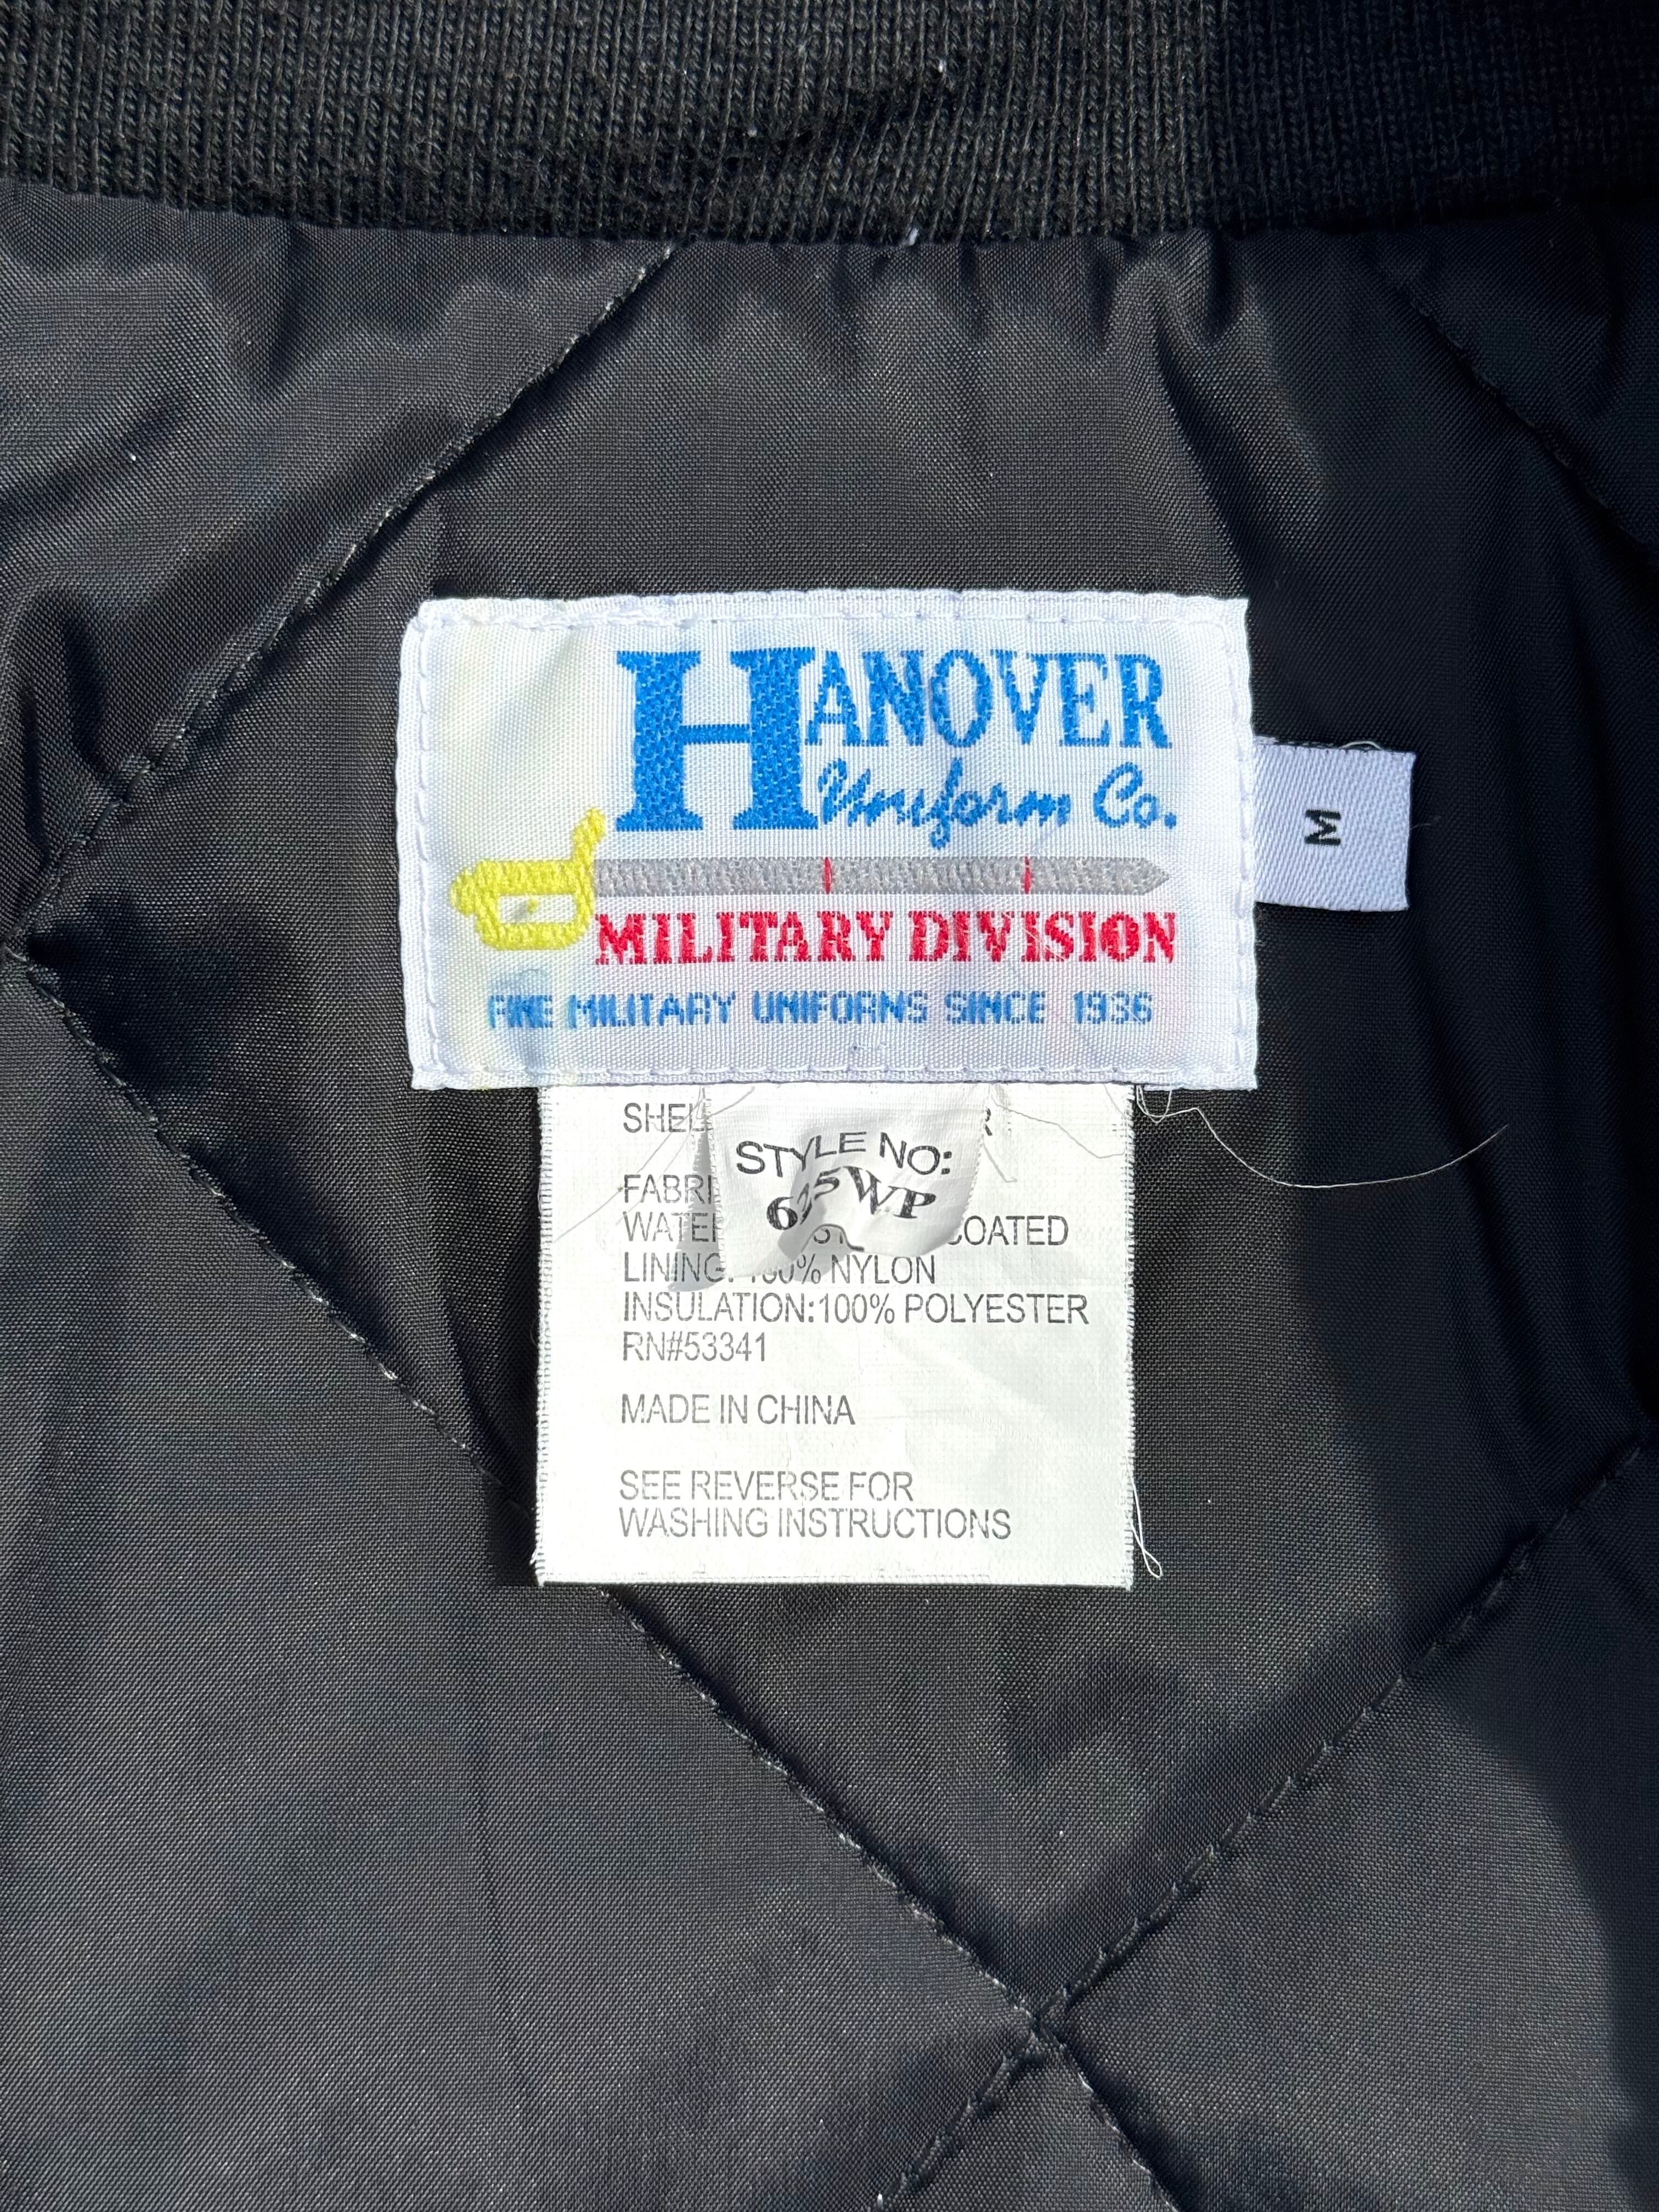 HANOVER
Uniform Co.
M
MILITARY DIVISION
FINE MILITARY UNIFORMS SINCE 1936
STYLE NO:
LINING: 100% NYLON
INSULATION:100% POLYESTER
RN#53341
MADE IN CHINA
SEE REVERSE FOR
WASHING INSTRUCTIONS